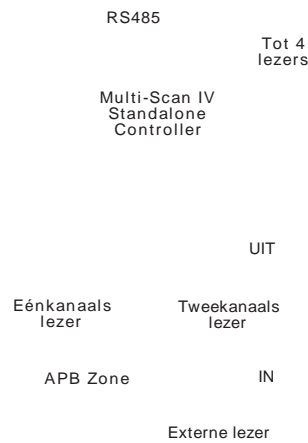 RS485
Tot 4
lezers
Multi-Scan IV
Standalone
Controller
UIT
Eénkanaals
lezer
Tweekanaals
lezer
APB Zone
IN
Externe lezer